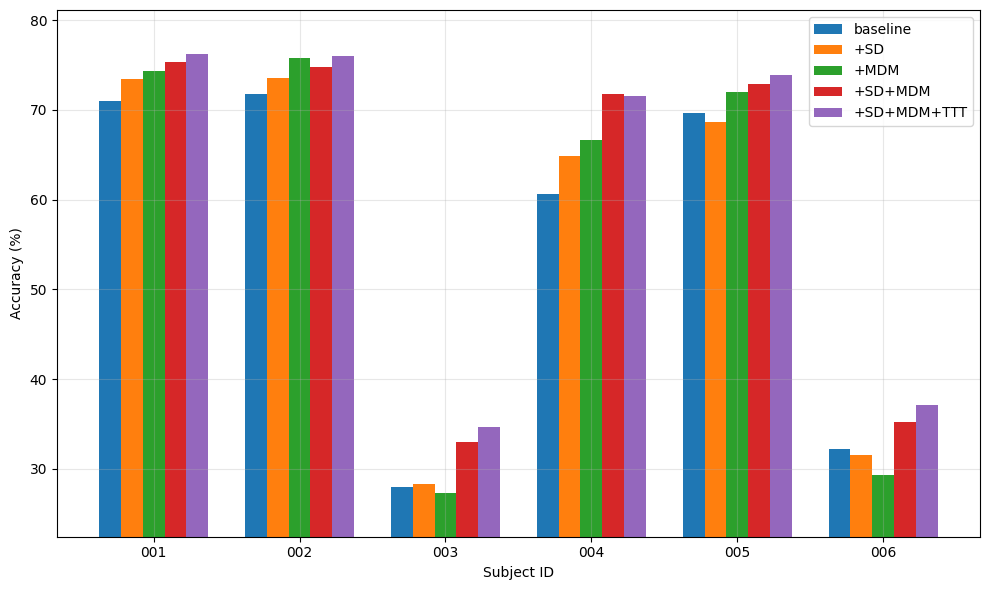 80
70
60
50
40
30
Accuracy (%)
baseline
+SD
+MDM
+SD+MDM
+SD+MDM+TTT
001
002
003
004
005
006
Subject ID